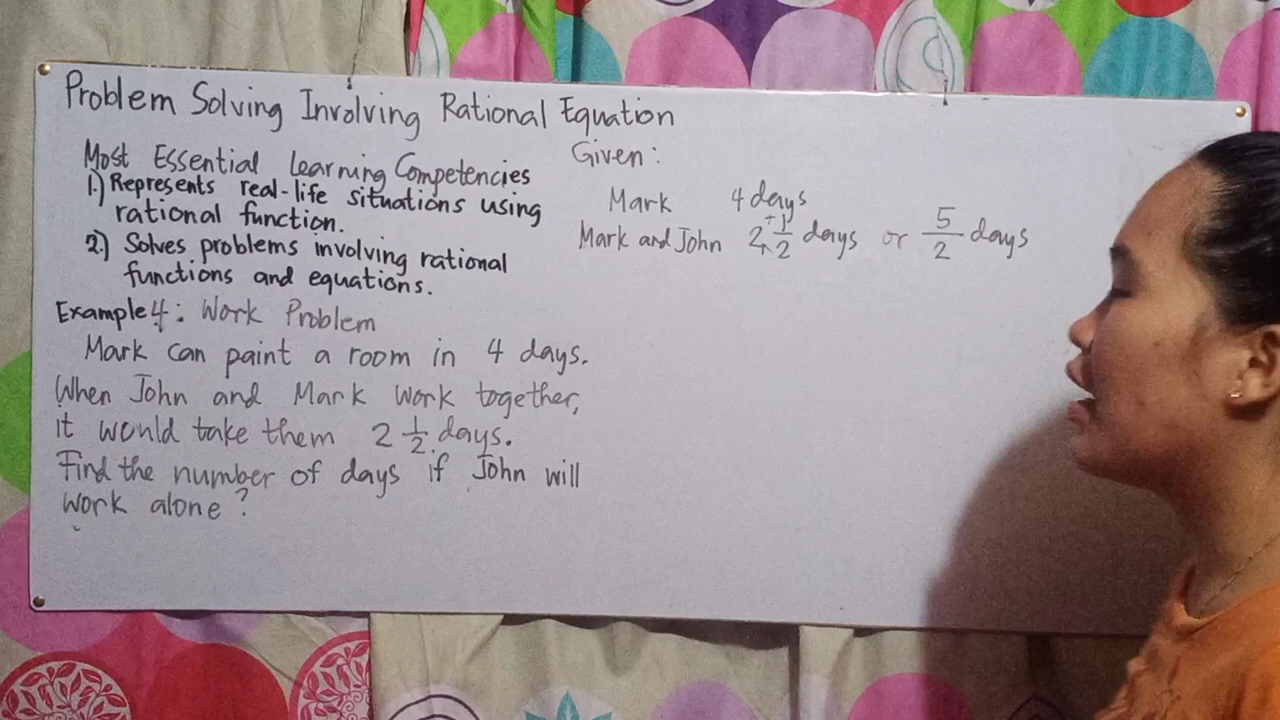 Problem Solving Involving Rational Equation
Most Essential Learning Competencies
1.) Represents real-life situations using
rational function.
2.) Solves problems involving rational
functions and equations.
Example 4: Work Problem
Mark can paint a room in 4 days.
When John and Mark work together,
it would take them 2 1/2 days.
Find the number of days if John will
work alone?
Given:
Mark 4 days
Mark and John 2 + 1/2 days or 5/2 days